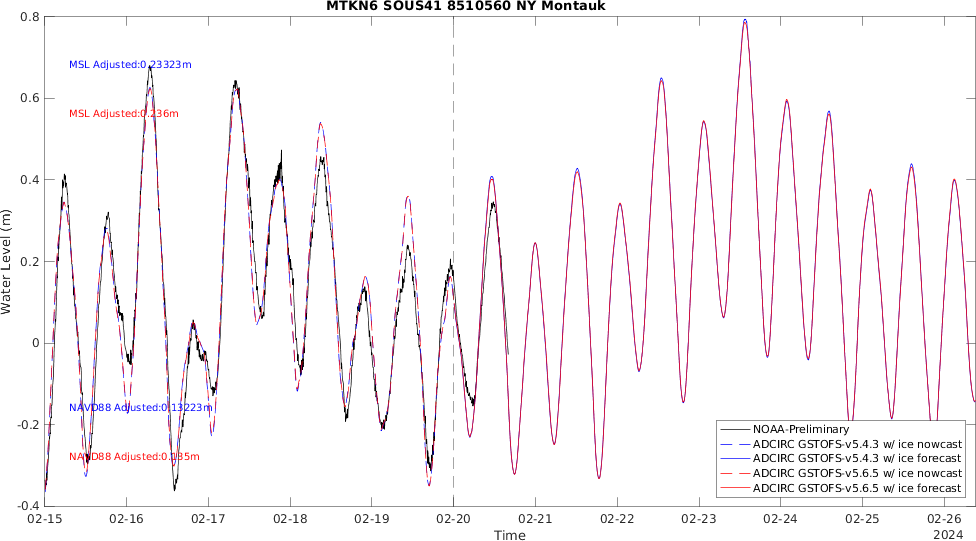 MTKN6 SOUS41 8510560 NY Montauk
0.8
0.6
0.4
0.2
0
-0.2
-0.4
Water Level (m)
MSL Adjusted:0.23323m
MSL Adjusted:0.236m
NAVD88 Adjusted:0.13223m
NAVD88 Adjusted:0.135m
NOAA-Preliminary
ADCIRC GSTOFS-v5.4.3 w/ ice nowcast
ADCIRC GSTOFS-v5.4.3 w/ ice forecast
ADCIRC GSTOFS-v5.6.5 w/ ice nowcast
ADCIRC GSTOFS-v5.6.5 w/ ice forecast
02-15 02-16 02-17 02-18 02-19 02-20 02-21 02-22 02-23 02-24 02-25 02-26
Time
2024